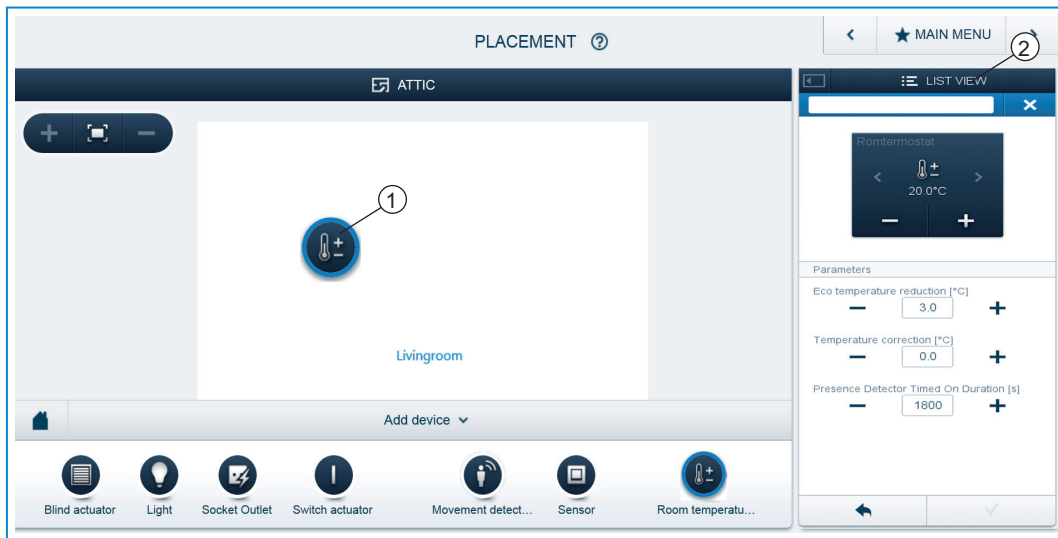 PLACEMENT ?
MAIN MENU
2
ATTIC
LIST VIEW
1
Romtermostat
20.0°C
Livingroom
Parameters
Eco temperature reduction [°C]
3.0
Temperature correction [°C]
0.0
Presence Detector Timed On Duration [s]
1800
Add device
Blind actuator
Light
Socket Outlet
Switch actuator
Movement detect...
Sensor
Room temperatu...